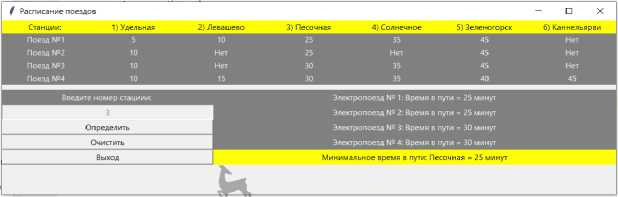 Расписание поездов
Станции: 1) Удельная 2) Левашево 3) Песочная 4) Солнечное 5) Зеленогорск 6) Каннельярви
Поезд №1 5 10 25 35 45 Нет
Поезд №2 10 Нет 25 Нет 45 Нет
Поезд №3 10 Нет 30 35 45 Нет
Поезд №4 10 15 30 35 40 45
Введите номер станции: Электропоезд № 1: Время в пути = 25 минут
3 Электропоезд № 2: Время в пути = 25 минут
Определить Электропоезд № 3: Время в пути = 30 минут
Очистить Электропоезд № 4: Время в пути = 30 минут
Выход Минимальное время в пути: Песочная = 25 минут